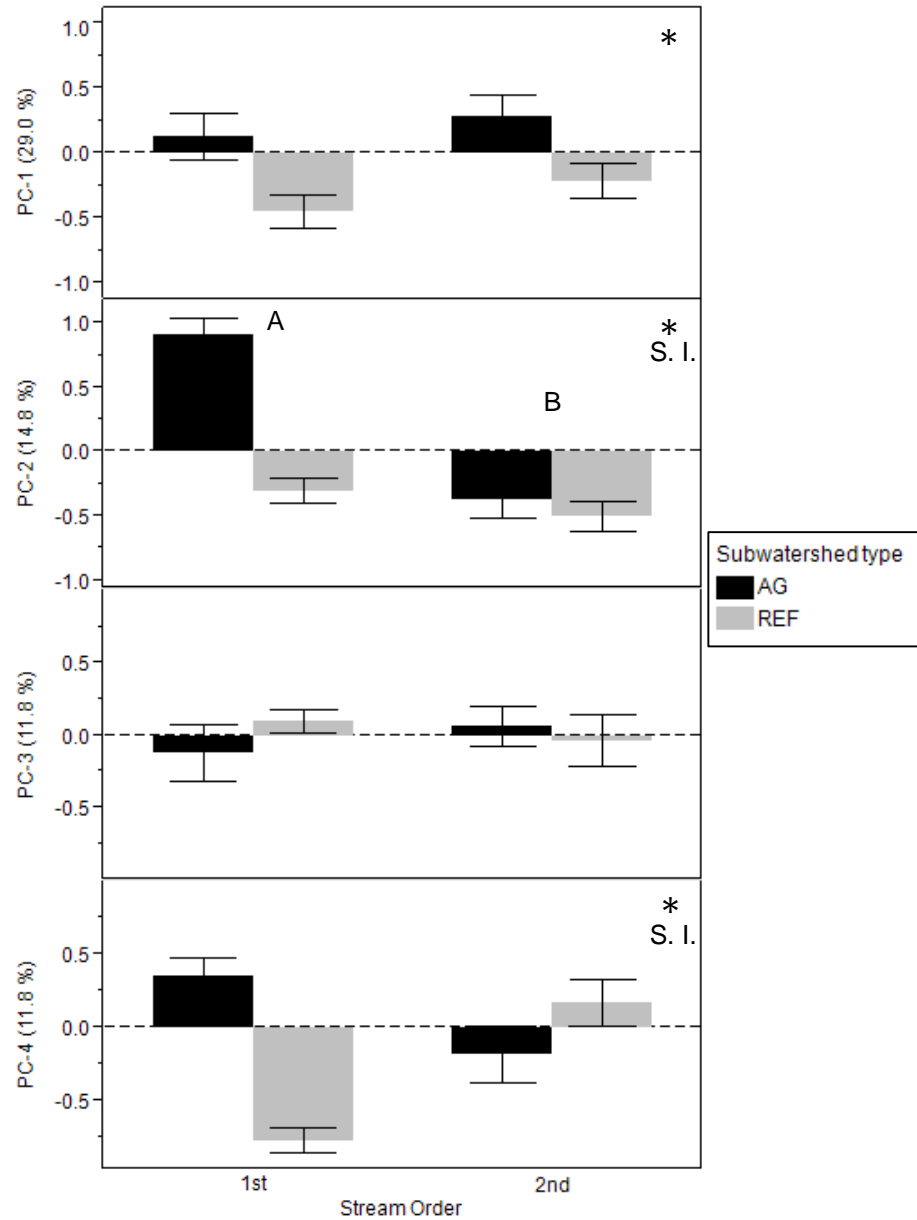 1.0
0.5
0.0
-0.5
-1.0
PC-1 (29.0 %)
*
1.0
0.5
0.0
-0.5
-1.0
PC-2 (14.8 %)
A
B
*
S. I.
0.5
0.0
-0.5
PC-3 (11.8 %)
0.5
0.0
-0.5
PC-4 (11.8 %)
*
S. I.
1st 2nd
Stream Order
Subwatershed type
AG
REF